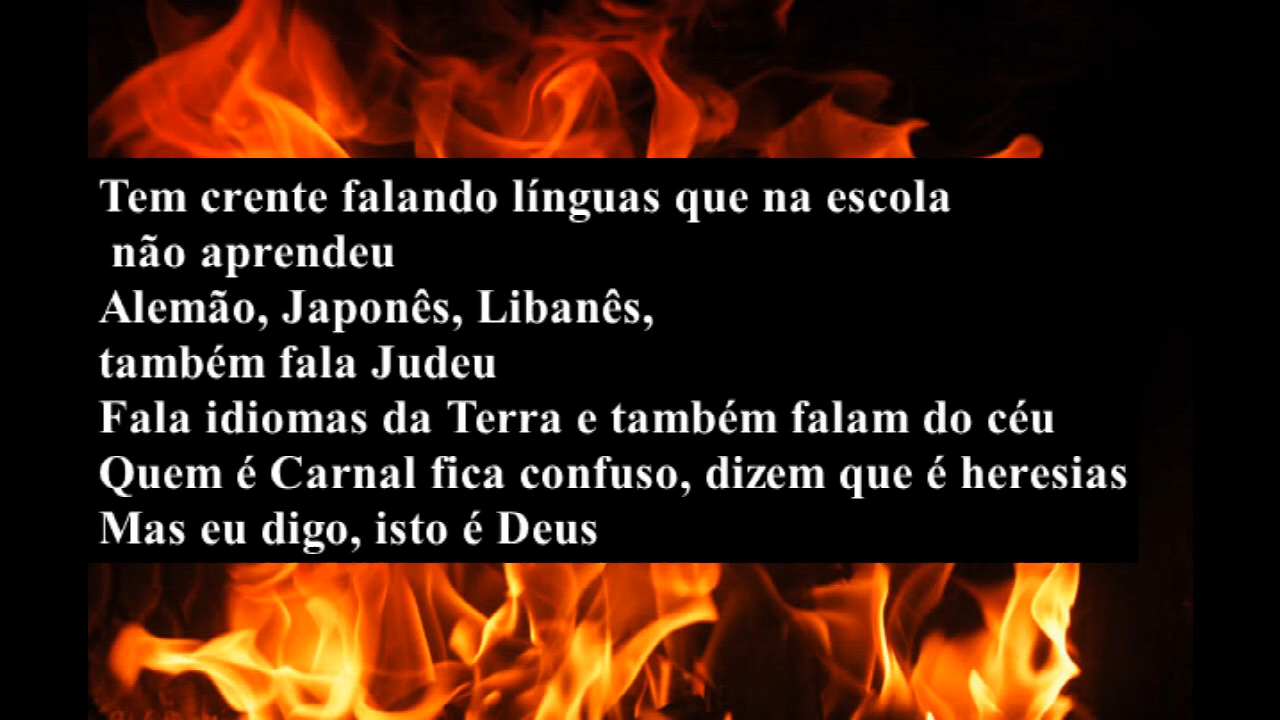 Tem crente falando línguas que na escola
não aprendeu
Alemão, Japonês, Libanês,
também fala Judeu
Fala idiomas da Terra e também falam do céu
Quem é Carnal fica confuso, dizem que é heresias
Mas eu digo, isto é Deus